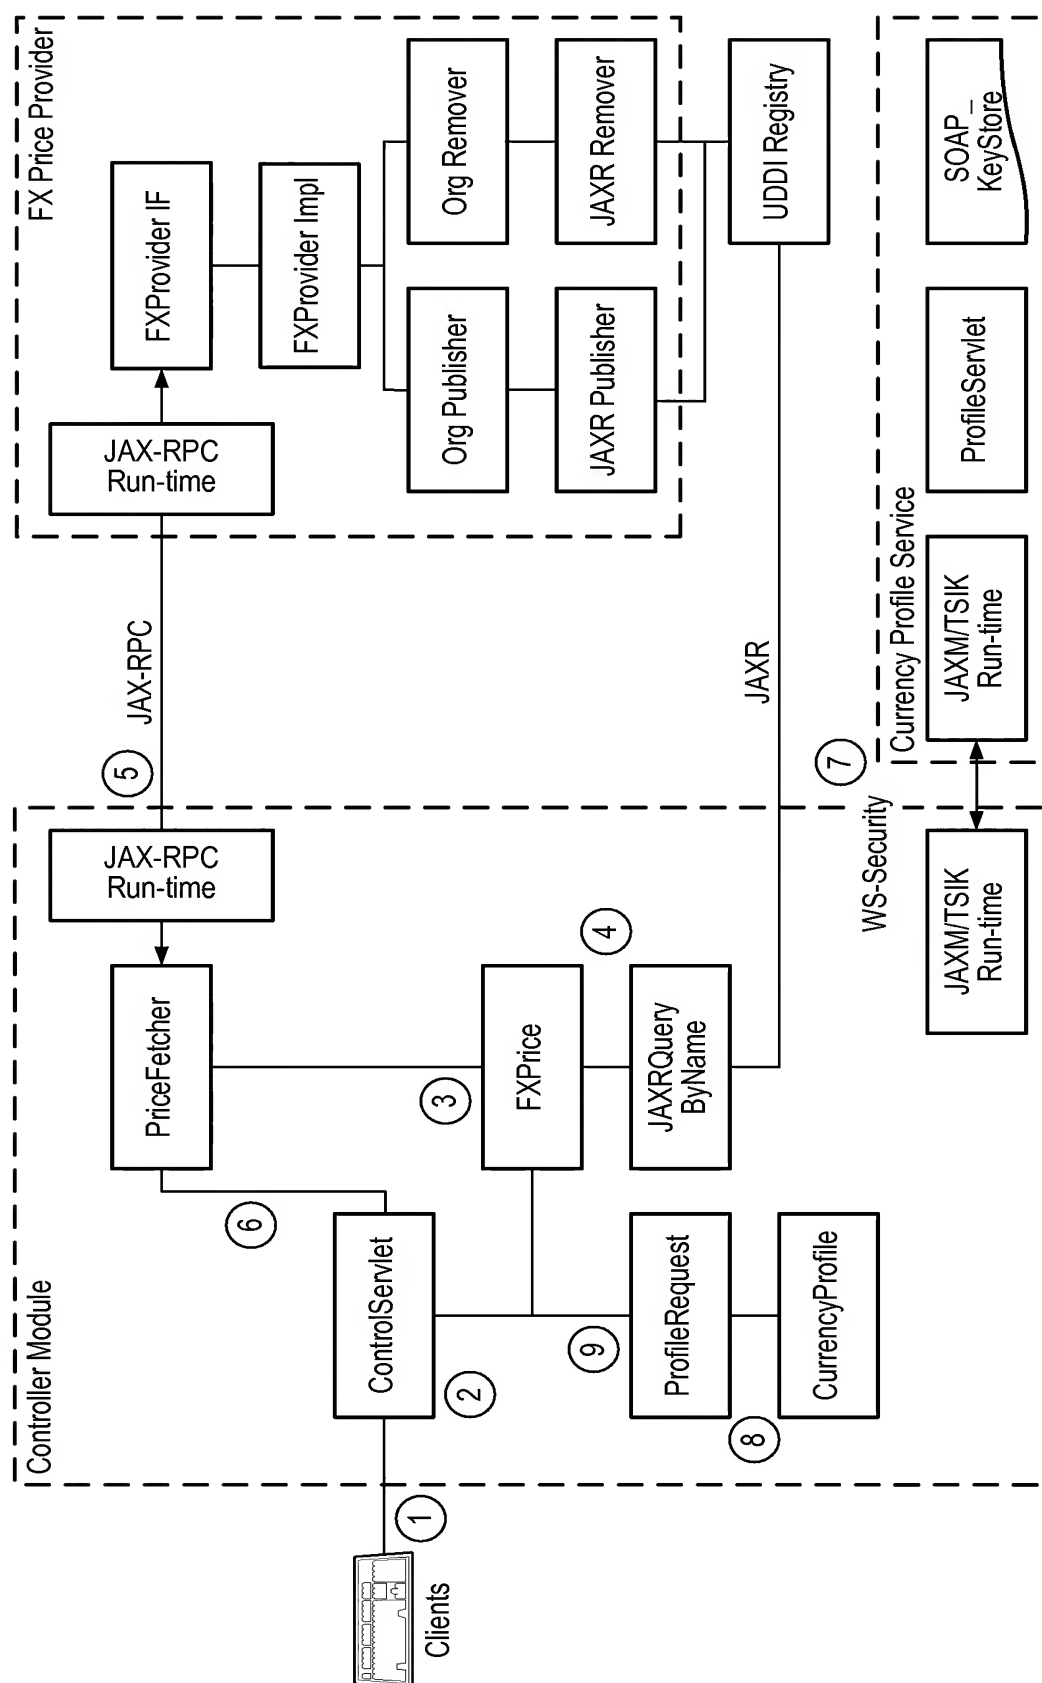 FX Price Provider
FXProvider IF
FXProvider Impl
Org Remover
JAXR Remover
UDDI Registry
SOAP_
KeyStore
JAX-RPC
Run-time
Org Publisher
JAXR Publisher
ProfileServlet
Currency Profile Service
JAXM/TSIK
Run-time
JAX-RPC
5
JAXR
7
WS-Security
Controller Module
JAX-RPC
Run-time
PriceFetcher
3
FXPrice
4
JAXRQuery
ByName
JAXM/TSIK
Run-time
6
ControlServlet
2
9
ProfileRequest
8
CurrencyProfile
1
Clients